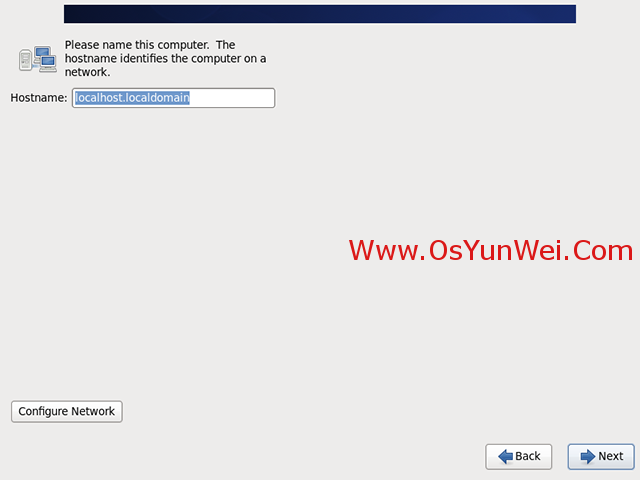 Please name this computer.  The
hostname identifies the computer on a
network.
Hostname: localhost.localdomain
Www.OsYunWei.Com
Configure Network
Back Next